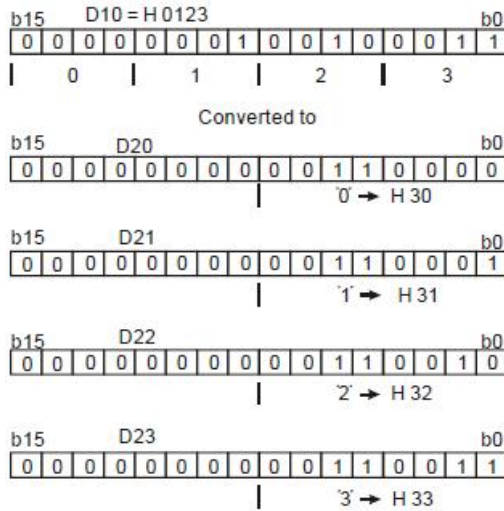 b15 D10 = H 0123 b0
0 0 0 0 0 0 0 1 0 0 1 0 0 0 1 1
0 1 2 3
Converted to
b15 D20 b0
0 0 0 0 0 0 0 0 0 0 1 1 0 0 0 0
'0' → H 30
b15 D21 b0
0 0 0 0 0 0 0 0 0 0 1 1 0 0 0 1
'1' → H 31
b15 D22 b0
0 0 0 0 0 0 0 0 0 0 1 1 0 0 1 0
'2' → H 32
b15 D23 b0
0 0 0 0 0 0 0 0 0 0 1 1 0 0 1 1
'3' → H 33